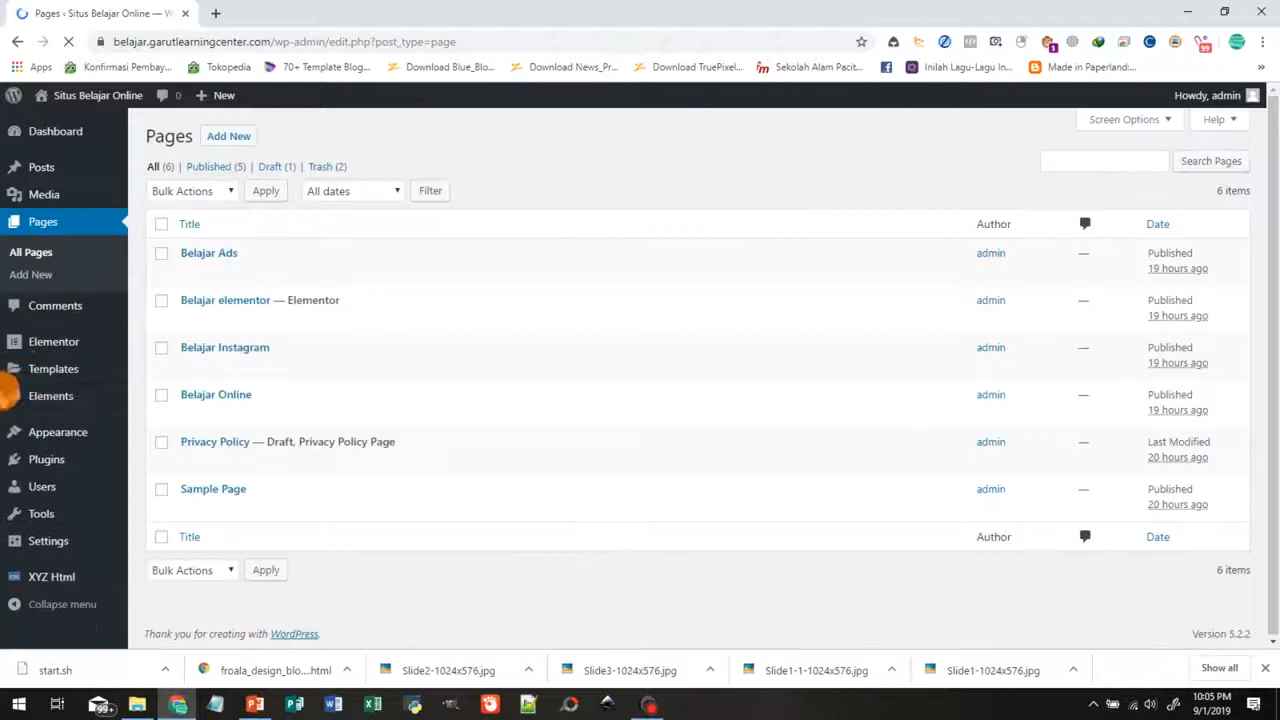 Pages ‹ Situs Belajar Online — W
belajar.garutlearningcenter.com/wp-admin/edit.php?post_type=page
99
Apps Konfirmasi Pembay... Tokopedia 70+ Template Blog... Download Blue_Blo... Download News_Pr... Download TruePixel... Sekolah Alam Pacit... Inilah Lagu-Lagu In... Made in Paperland:...
Situs Belajar Online 0 New Howdy, admin
Dashboard
Posts
Media
Pages
All Pages
Add New
Comments
Elementor
Templates
Elements
Appearance
Plugins
Users
Tools
Settings
XYZ Html
Collapse menu
Pages Add New Screen Options Help
All (6) | Published (5) | Draft (1) | Trash (2)
Search Pages
Bulk Actions Apply All dates Filter 6 items
Title Author Date
Belajar Ads admin — Published
19 hours ago
Belajar elementor — Elementor admin — Published
19 hours ago
Belajar Instagram admin — Published
19 hours ago
Belajar Online admin — Published
19 hours ago
Privacy Policy — Draft, Privacy Policy Page admin — Last Modified
20 hours ago
Sample Page admin — Published
20 hours ago
Title Author Date
Bulk Actions Apply 6 items
Thank you for creating with WordPress. Version 5.2.2
start.sh froala_design_blo....html Slide2-1024x576.jpg Slide3-1024x576.jpg Slide1-1-1024x576.jpg Slide1-1024x576.jpg Show all
99+
10:05 PM
9/1/2019